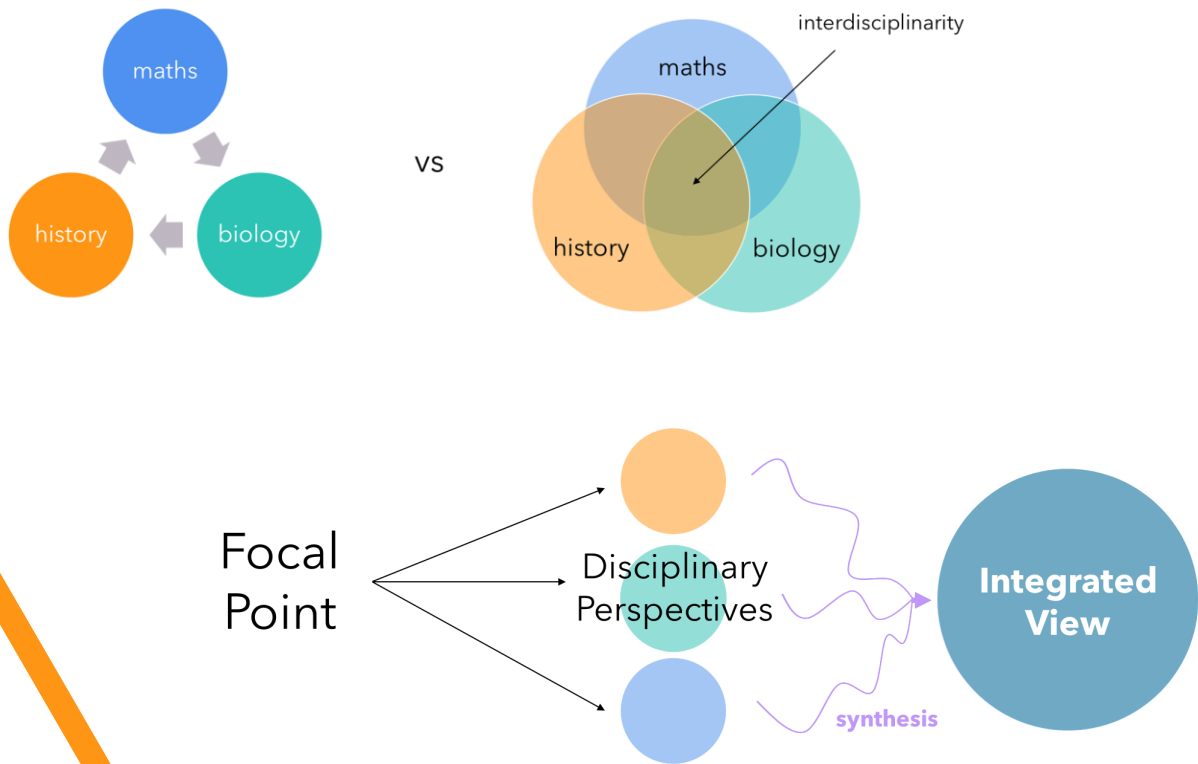 interdisciplinarity
maths
maths
vs
history
biology
history
biology
Focal
Point
Disciplinary
Perspectives
Integrated
View
synthesis